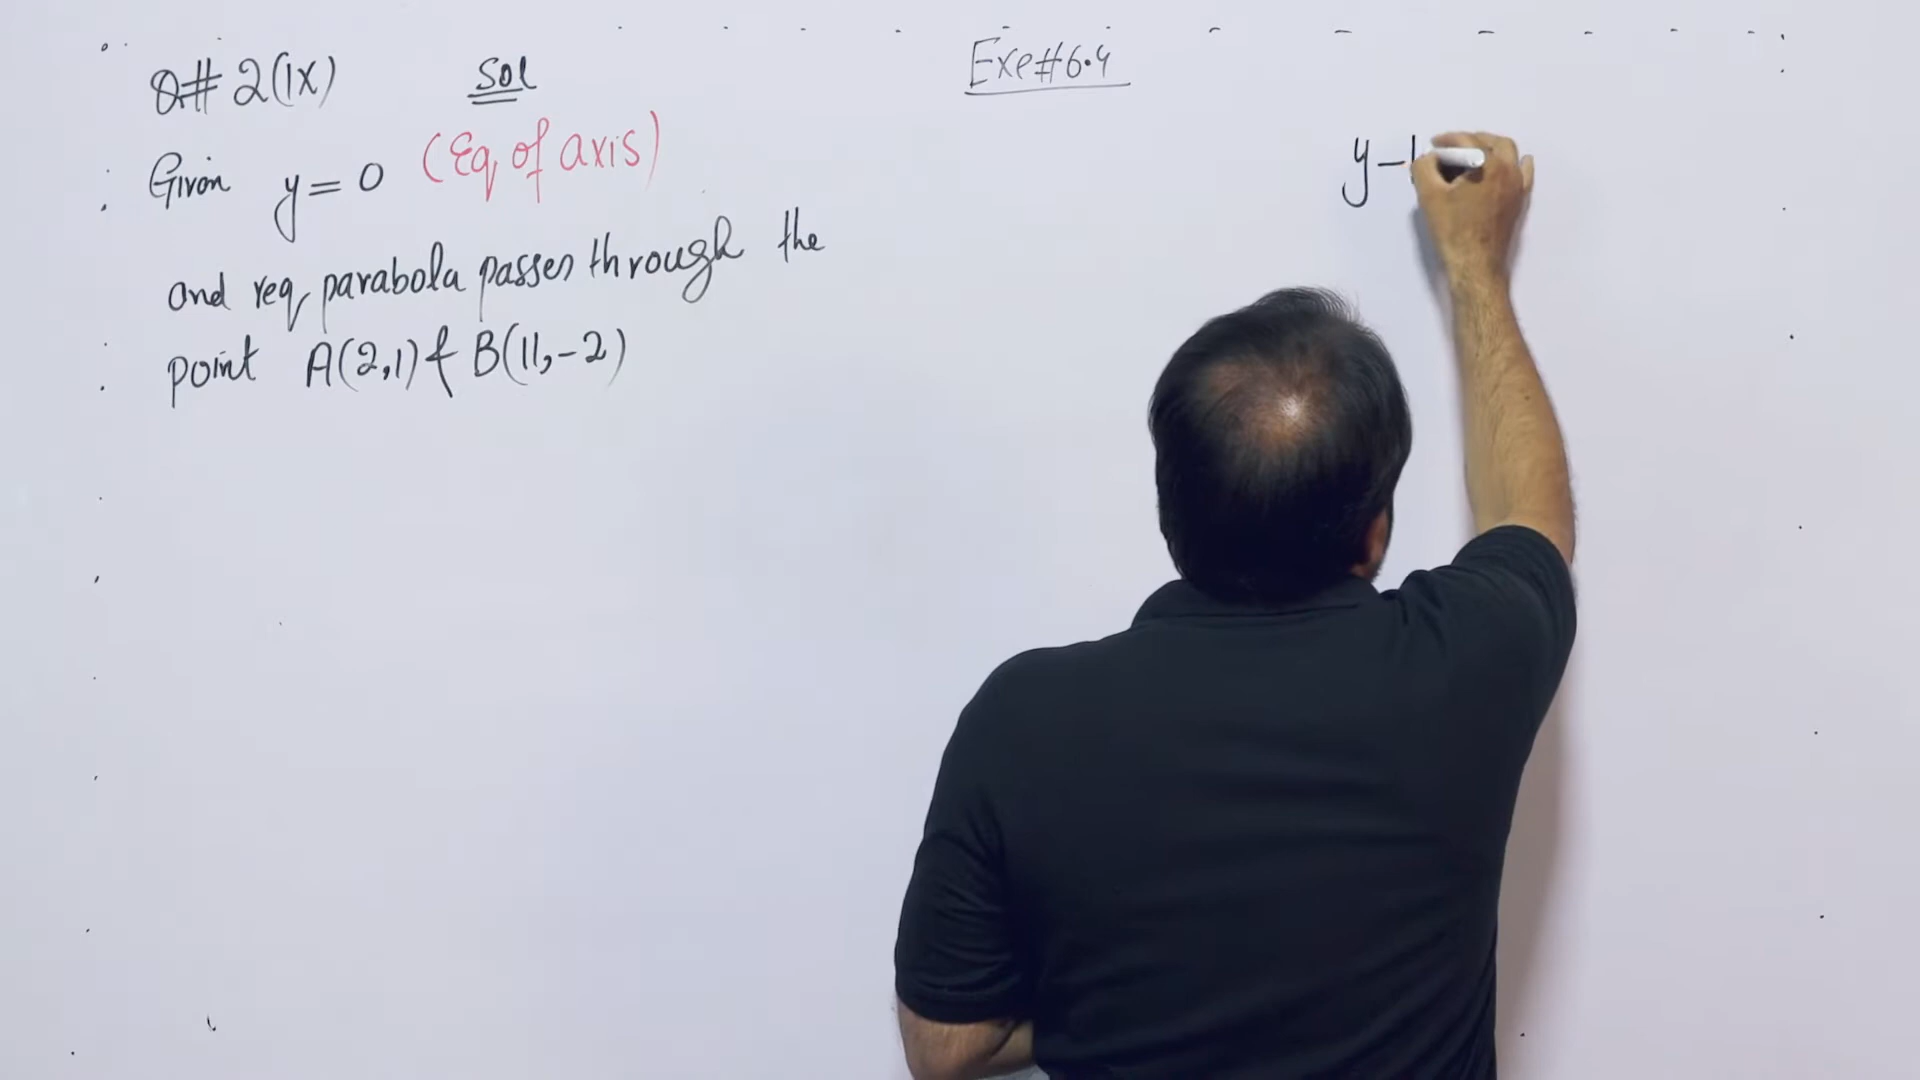 Q# 2(IX) Sol
Exe#6.4
Given y=0 (Eq of axis)
and req parabola passes through the
point A(2,1) & B(11,-2)
y-